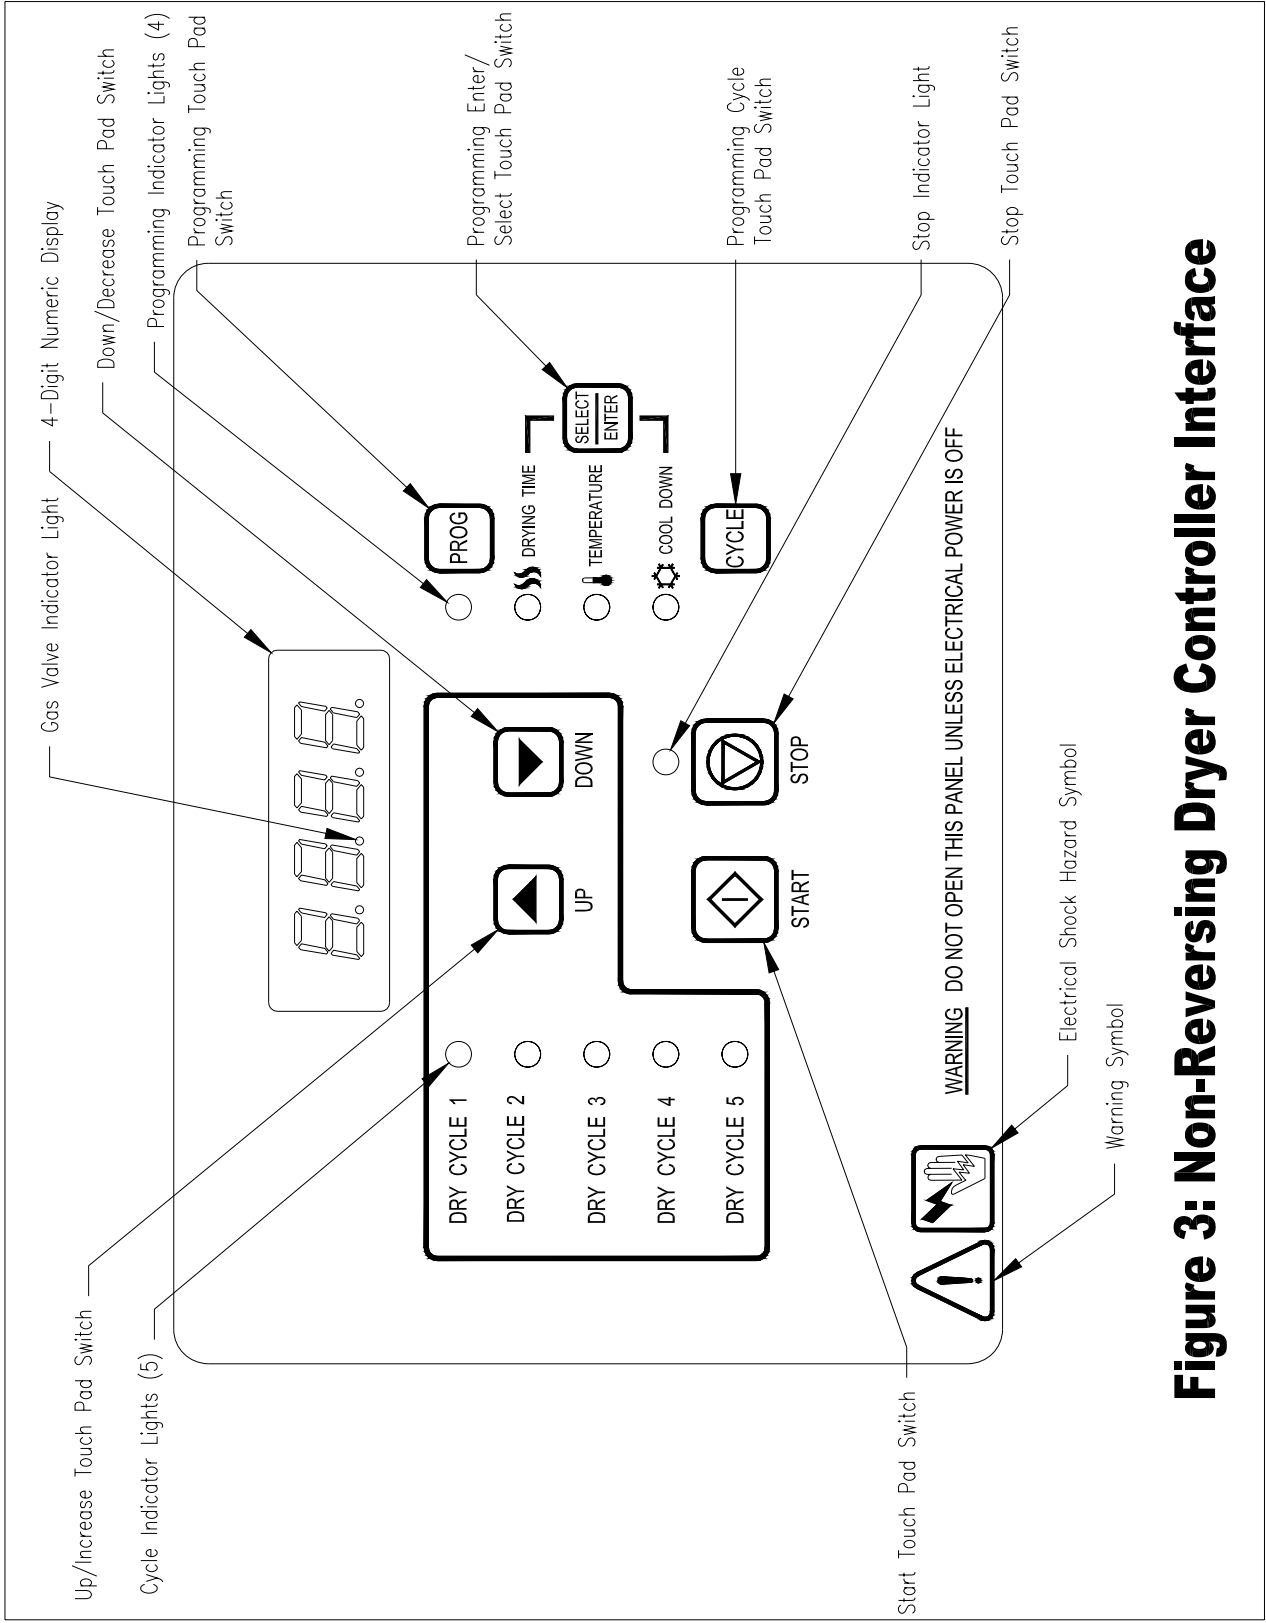 Up/Increase Touch Pad Switch
Cycle Indicator Lights (5)
Gas Valve Indicator Light
4-Digit Numeric Display
Down/Decrease Touch Pad Switch
Programming Indicator Lights (4)
Programming Touch Pad
Switch
Programming Enter/
Select Touch Pad Switch
Programming Cycle
Touch Pad Switch
Stop Indicator Light
Stop Touch Pad Switch
Start Touch Pad Switch
Electrical Shock Hazard Symbol
Warning Symbol
DRY CYCLE 1
DRY CYCLE 2
DRY CYCLE 3
DRY CYCLE 4
DRY CYCLE 5
UP
DOWN
START
STOP
PROG
DRYING TIME
TEMPERATURE
COOL DOWN
SELECT
ENTER
CYCLE
WARNING DO NOT OPEN THIS PANEL UNLESS ELECTRICAL POWER IS OFF
Figure 3: Non-Reversing Dryer Controller Interface